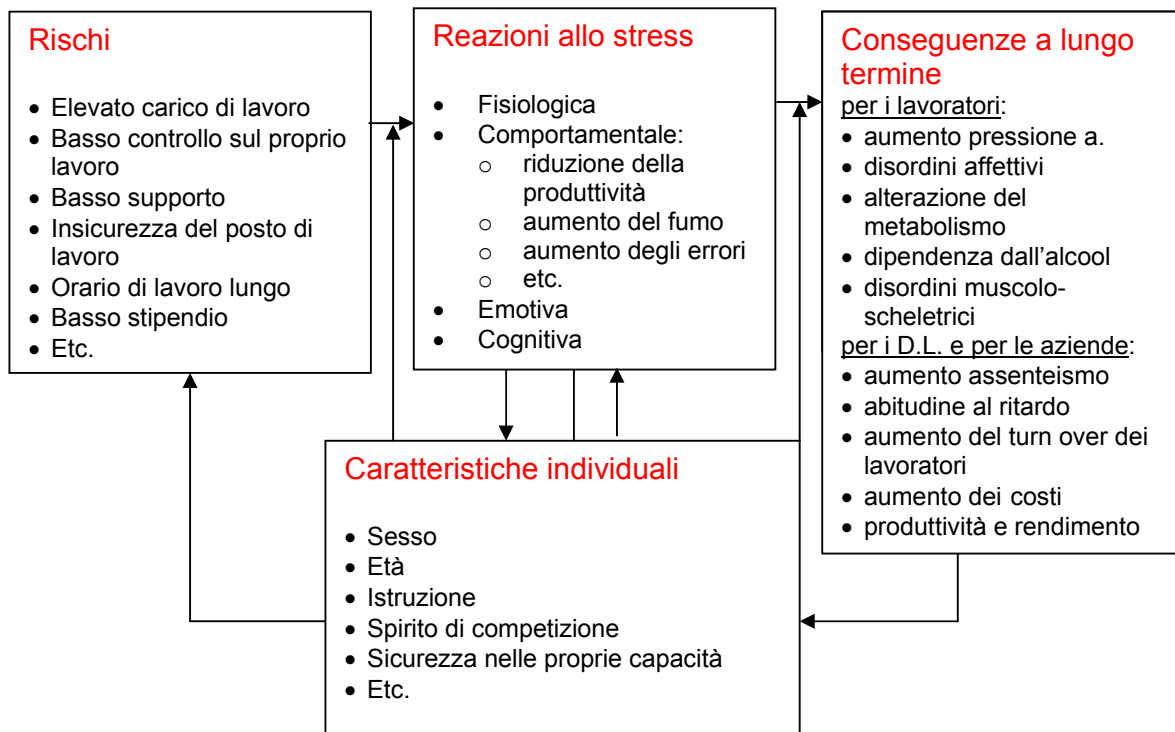 Rischi
• Elevato carico di lavoro
• Basso controllo sul proprio
lavoro
• Basso supporto
• Insicurezza del posto di
lavoro
• Orario di lavoro lungo
• Basso stipendio
• Etc.
Reazioni allo stress
• Fisiologica
• Comportamentale:
o riduzione della
produttività
o aumento del fumo
o aumento degli errori
o etc.
• Emotiva
• Cognitiva
Conseguenze a lungo
termine
per i lavoratori:
• aumento pressione a.
• disordini affettivi
• alterazione del
metabolismo
• dipendenza dall'alcool
• disordini muscolo-
scheletrici
per i D.L. e per le aziende:
• aumento assenteismo
• abitudine al ritardo
• aumento del turn over dei
lavoratori
• aumento dei costi
• produttività e rendimento
Caratteristiche individuali
• Sesso
• Età
• Istruzione
• Spirito di competizione
• Sicurezza nelle proprie capacità
• Etc.